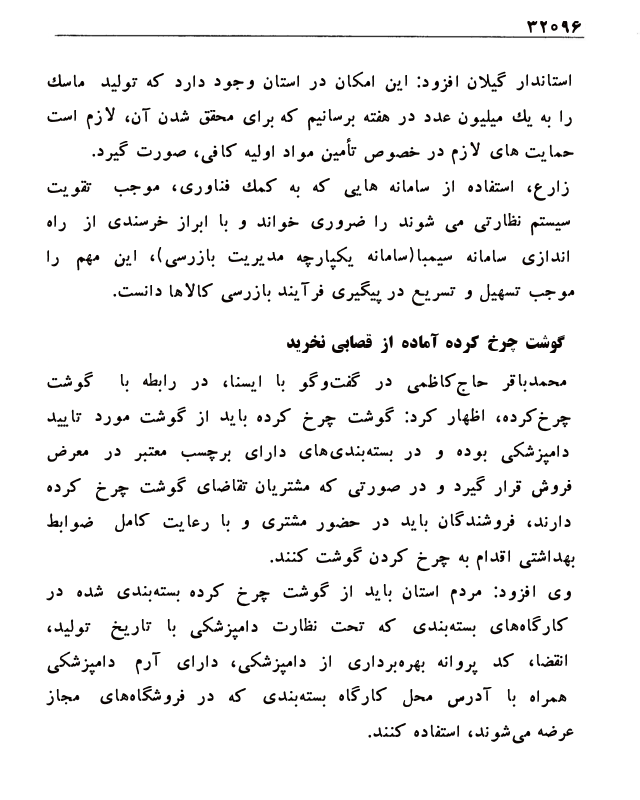 ۳۲۰۹۶
استاندار گیلان افزود: این امکان در استان وجود دارد که تولید ماسك
را به یك میلیون عدد در هفته برسانیم که برای محقق شدن آن، لازم است
حمایت های لازم در خصوص تأمین مواد اولیه کافی، صورت گیرد.
زارع، استفاده از سامانه هایی که به کمك فناوری، موجب تقویت
سیستم نظارتی می شوند را ضروری خواند و با ابراز خرسندی از راه
اندازی سامانه سیمبا(سامانه یکپارچه مدیریت بازرسی)، این مهم را
موجب تسهیل و تسریع در پیگیری فرآیند بازرسی کالاها دانست.
گوشت چرخ کرده آماده از قصابی نخرید
محمدباقر حاج‌کاظمی در گفت‌وگو با ایسنا، در رابطه با گوشت
چرخ‌کرده، اظهار کرد: گوشت چرخ کرده باید از گوشت مورد تایید
دامپزشکی بوده و در بسته‌بندی‌های دارای برچسب معتبر در معرض
فروش قرار گیرد و در صورتی که مشتریان تقاضای گوشت چرخ کرده
دارند، فروشندگان باید در حضور مشتری و با رعایت کامل ضوابط
بهداشتی اقدام به چرخ کردن گوشت کنند.
وی افزود: مردم استان باید از گوشت چرخ کرده بسته‌بندی شده در
کارگاه‌های بسته‌بندی که تحت نظارت دامپزشکی با تاریخ تولید،
انقضا، کد پروانه بهره‌برداری از دامپزشکی، دارای آرم دامپزشکی
همراه با آدرس محل کارگاه بسته‌بندی که در فروشگاه‌های مجاز
عرضه می‌شوند، استفاده کنند.